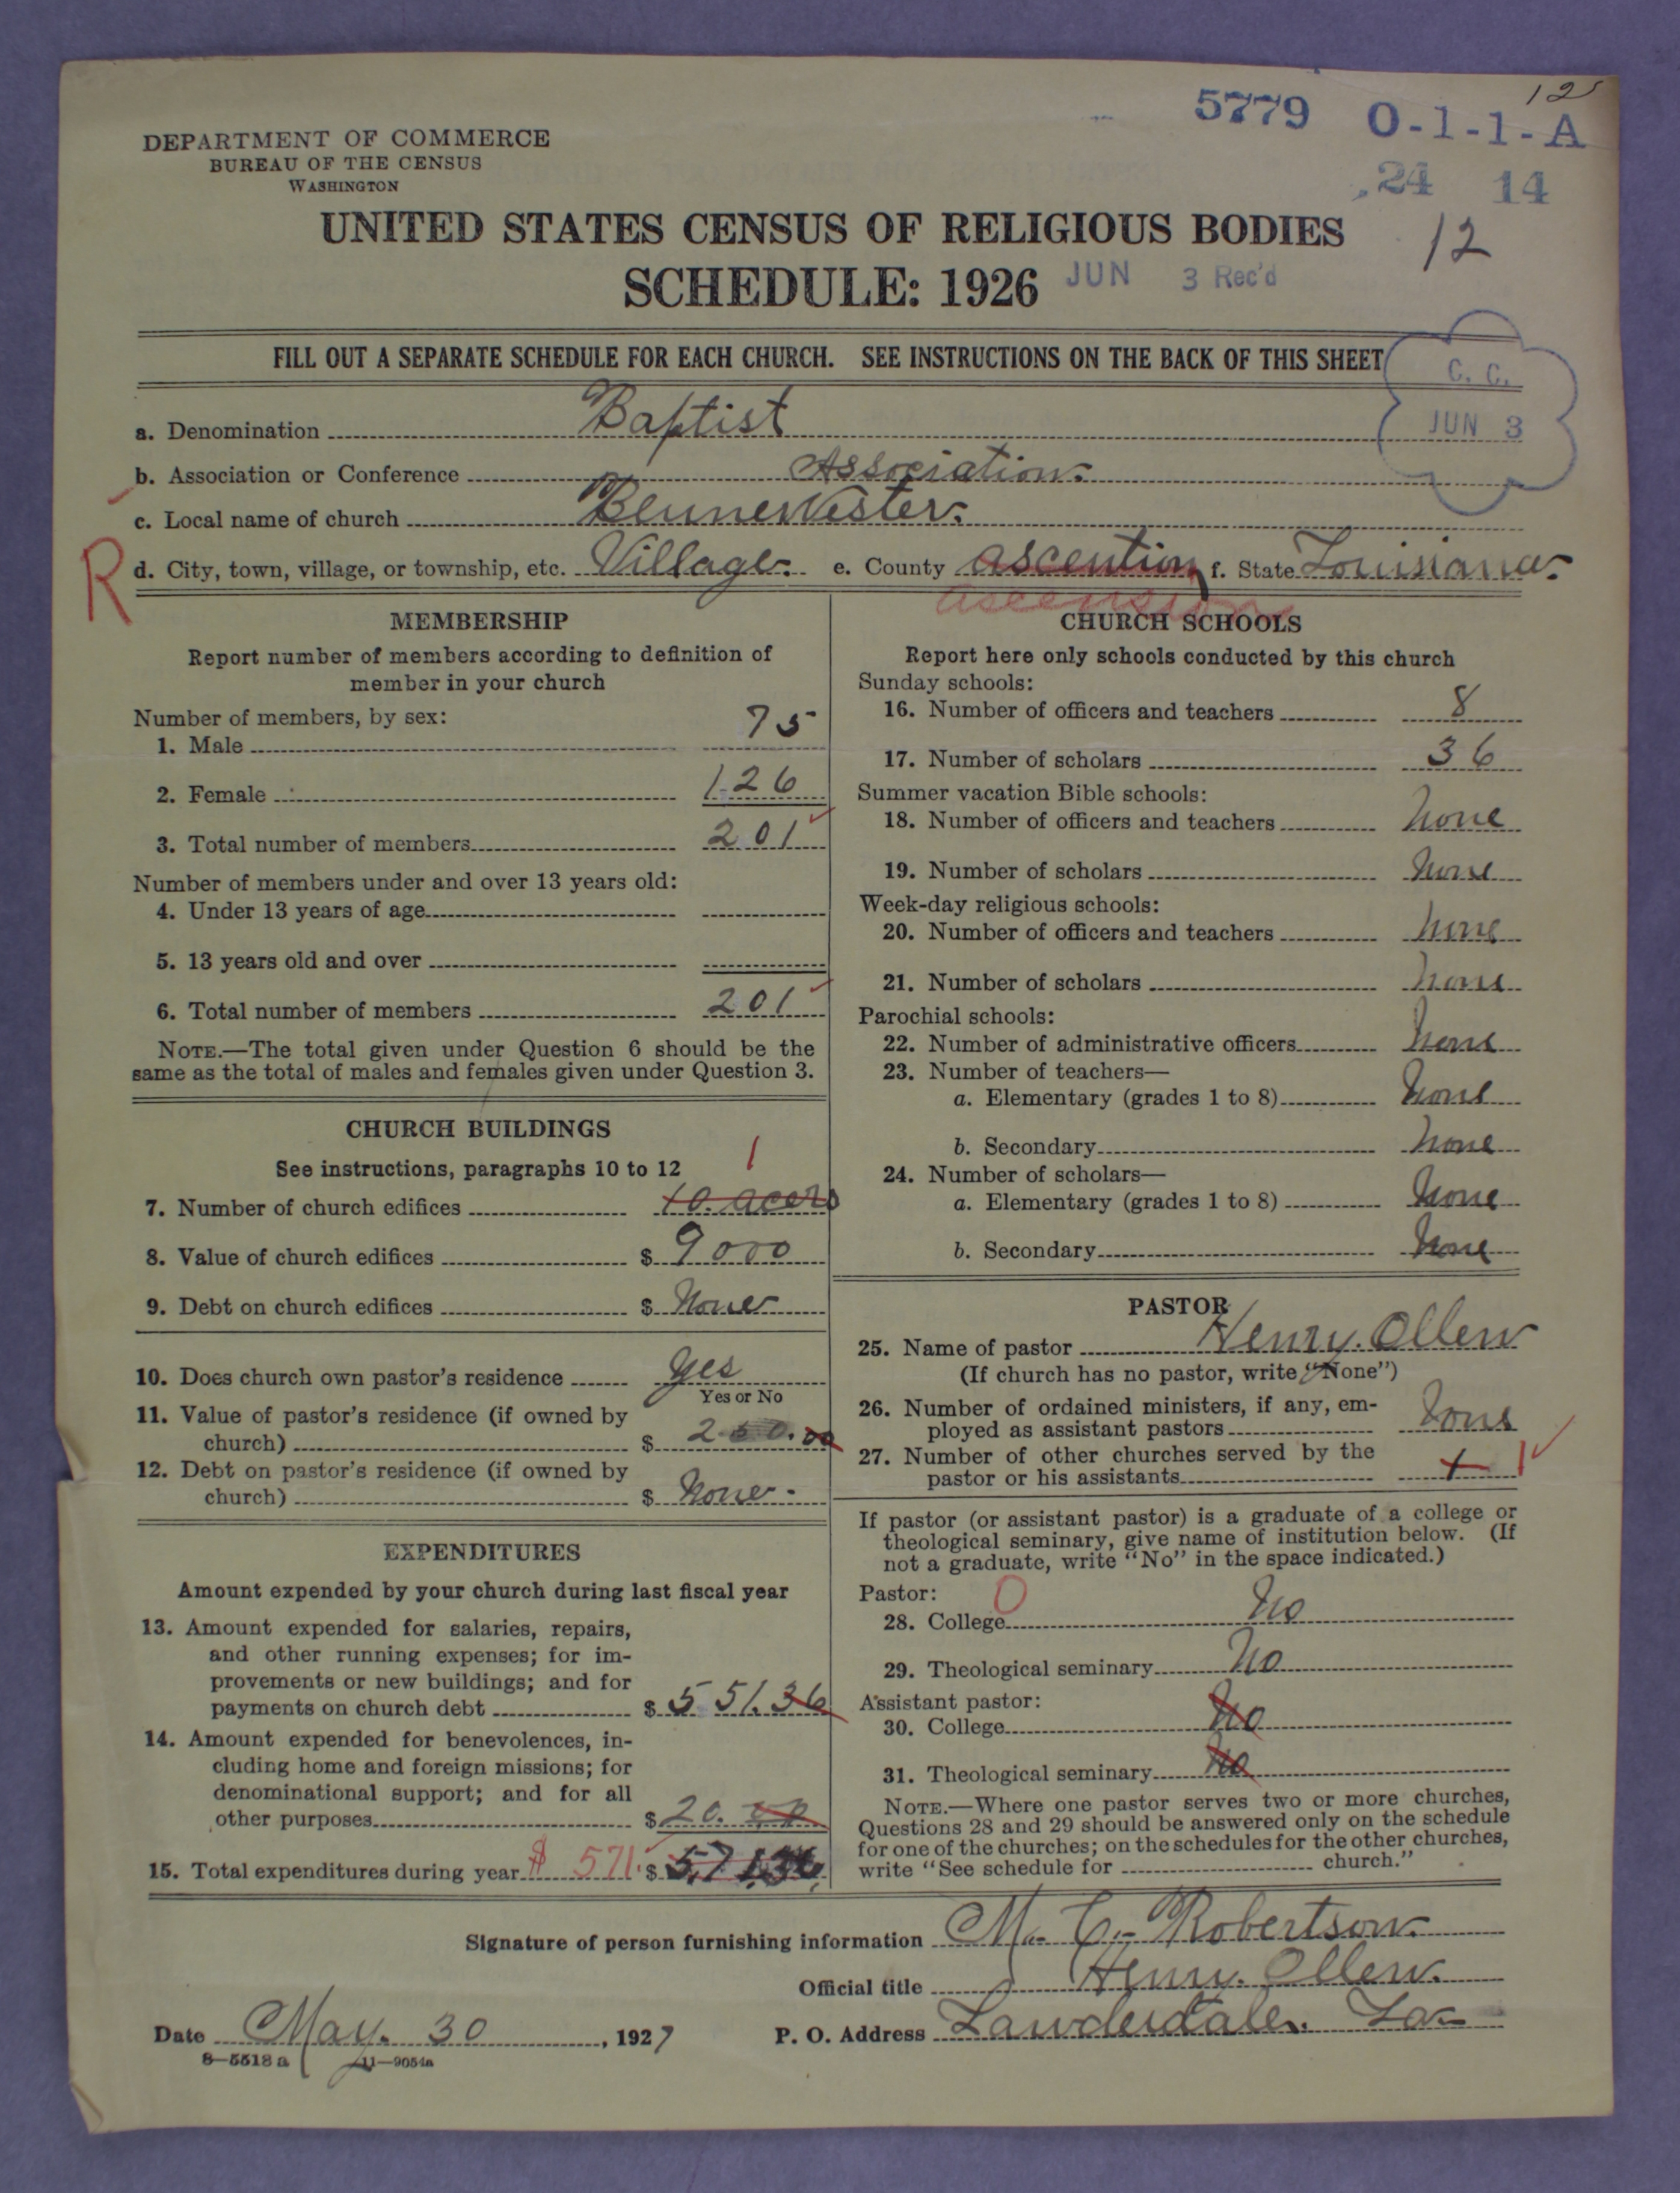 12
5779 O-1-1-A
24 14
DEPARTMENT OF COMMERCE
BUREAU OF THE CENSUS
WASHINGTON
UNITED STATES CENSUS OF RELIGIOUS BODIES
12
SCHEDULE: 1926
JUN 3 Rec'd
FILL OUT A SEPARATE SCHEDULE FOR EACH CHURCH. SEE INSTRUCTIONS ON THE BACK OF THIS SHEET
C. C.
JUN 3
a. Denomination Baptist
b. Association or Conference Association.
c. Local name of church
R
d. City, town, village, or township, etc. Village. e. County ascention f. State Louisiana.
ascension
MEMBERSHIP
Report number of members according to definition of
member in your church
Number of members, by sex:
1. Male 75
2. Female 126
3. Total number of members 201
Number of members under and over 13 years old:
4. Under 13 years of age
5. 13 years old and over
6. Total number of members 201
NOTE.—The total given under Question 6 should be the
same as the total of males and females given under Question 3.
CHURCH BUILDINGS
See instructions, paragraphs 10 to 12
1
7. Number of church edifices 10. acers
8. Value of church edifices $ 9000
9. Debt on church edifices $ None
10. Does church own pastor's residence Yes
Yes or No
11. Value of pastor's residence (if owned by
church) $
12. Debt on pastor's residence (if owned by
church) $ None.
EXPENDITURES
Amount expended by your church during last fiscal year
13. Amount expended for salaries, repairs,
and other running expenses; for im-
provements or new buildings; and for
payments on church debt $ 551.36
14. Amount expended for benevolences, in-
cluding home and foreign missions; for
denominational support; and for all
other purposes $ 20.00
15. Total expenditures during year $ 571. $ 571.36
CHURCH SCHOOLS
Report here only schools conducted by this church
Sunday schools:
16. Number of officers and teachers 8
17. Number of scholars 36
Summer vacation Bible schools:
18. Number of officers and teachers None
19. Number of scholars None
Week-day religious schools:
20. Number of officers and teachers None
21. Number of scholars None
Parochial schools:
22. Number of administrative officers None
23. Number of teachers—
a. Elementary (grades 1 to 8) None
b. Secondary None
24. Number of scholars—
a. Elementary (grades 1 to 8) None
b. Secondary None
PASTOR
25. Name of pastor Henry. Ollen
(If church has no pastor, write "None")
26. Number of ordained ministers, if any, em-
ployed as assistant pastors
27. Number of other churches served by the
pastor or his assistants 1 1
If pastor (or assistant pastor) is a graduate of a college or
theological seminary, give name of institution below. (If
not a graduate, write "No" in the space indicated.)
Pastor: 0
28. College No
29. Theological seminary No
Assistant pastor:
30. College No
31. Theological seminary No
NOTE.—Where one pastor serves two or more churches,
Questions 28 and 29 should be answered only on the schedule
for one of the churches; on the schedules for the other churches,
write "See schedule for church."
Signature of person furnishing information M. C. Robertson.
Official title Henry. Ollen.
Date May. 30, 1927
P. O. Address Lauderdale. La.
8—5518a 11—9054a